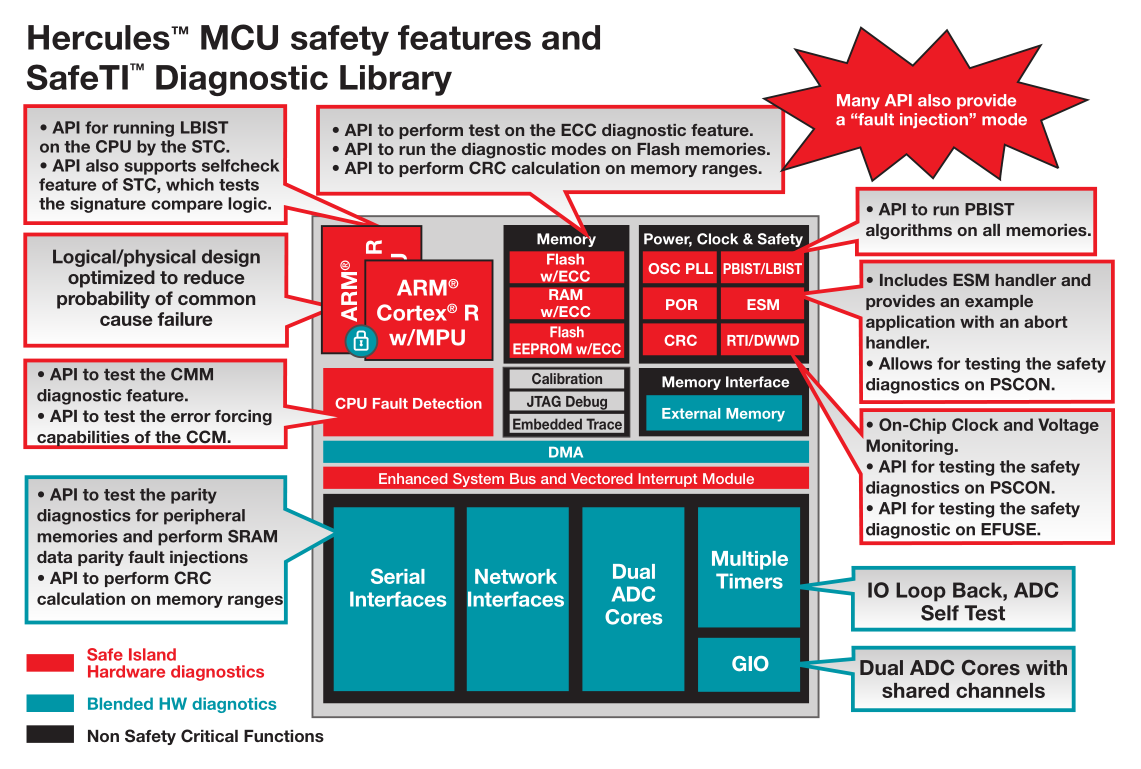 Hercules™ MCU safety features and
SafeTI™ Diagnostic Library
Many API also provide
a “fault injection” mode
• API for running LBIST
on the CPU by the STC.
• API also supports selfcheck
feature of STC, which tests
the signature compare logic.
• API to perform test on the ECC diagnostic feature.
• API to run the diagnostic modes on Flash memories.
• API to perform CRC calculation on memory ranges.
• API to run PBIST
algorithms on all memories.
Logical/physical design
optimized to reduce
probability of common
cause failure
ARM®
R
U
ARM®
Cortex® R
w/MPU
Memory
Flash
w/ECC
RAM
w/ECC
Flash
EEPROM w/ECC
Power, Clock & Safety
OSC PLL
PBIST/LBIST
POR
ESM
CRC
RTI/DWWD
• Includes ESM handler and
provides an example
application with an abort
handler.
• Allows for testing the safety
diagnostics on PSCON.
• API to test the CMM
diagnostic feature.
• API to test the error forcing
capabilities of the CCM.
CPU Fault Detection
Calibration
JTAG Debug
Embedded Trace
Memory Interface
External Memory
• On-Chip Clock and Voltage
Monitoring.
• API for testing the safety
diagnostics on PSCON.
• API for testing the safety
diagnostic on EFUSE.
DMA
Enhanced System Bus and Vectored Interrupt Module
• API to test the parity
diagnostics for peripheral
memories and perform SRAM
data parity fault injections
• API to perform CRC
calculation on memory ranges
Serial
Interfaces
Network
Interfaces
Dual
ADC
Cores
Multiple
Timers
GIO
IO Loop Back, ADC
Self Test
Dual ADC Cores with
shared channels
Safe Island
Hardware diagnostics
Blended HW diagnotics
Non Safety Critical Functions